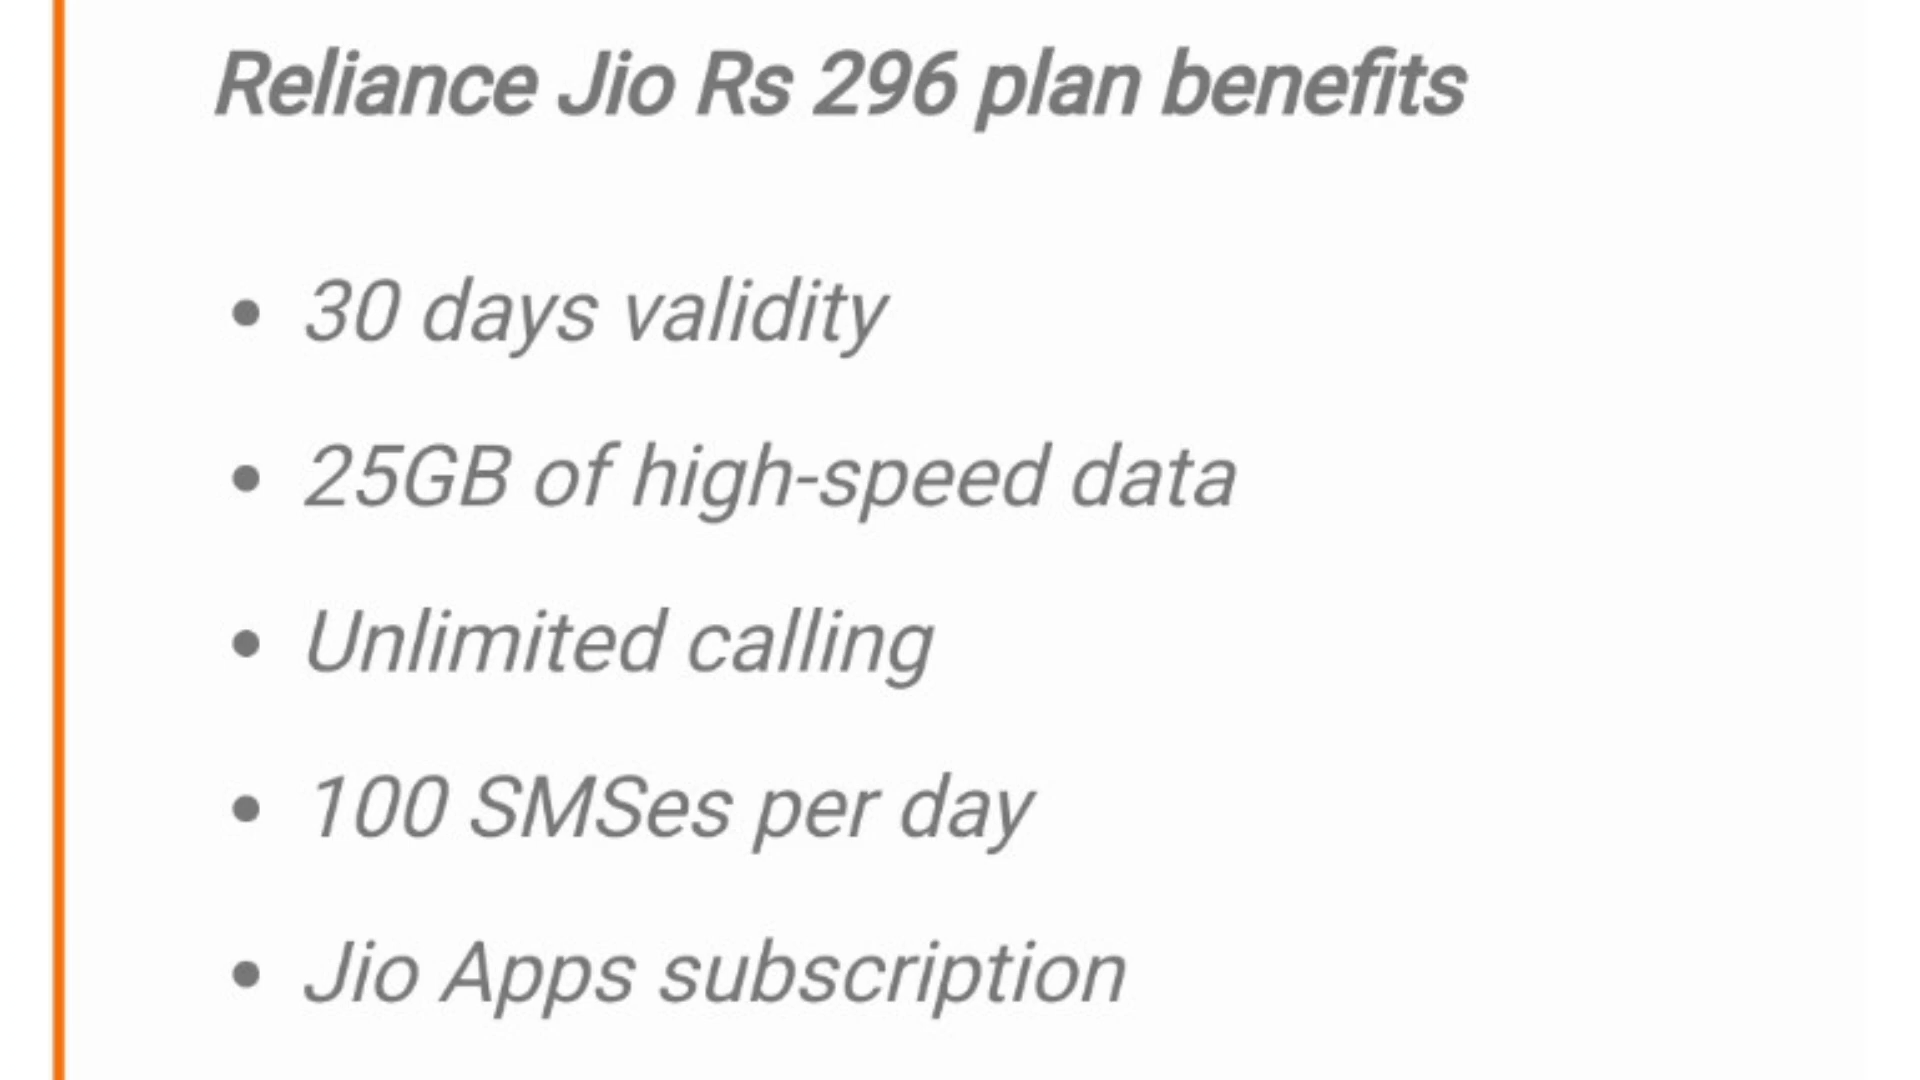 Reliance Jio Rs 296 plan benefits
• 30 days validity
• 25GB of high-speed data
• Unlimited calling
• 100 SMSes per day
• Jio Apps subscription